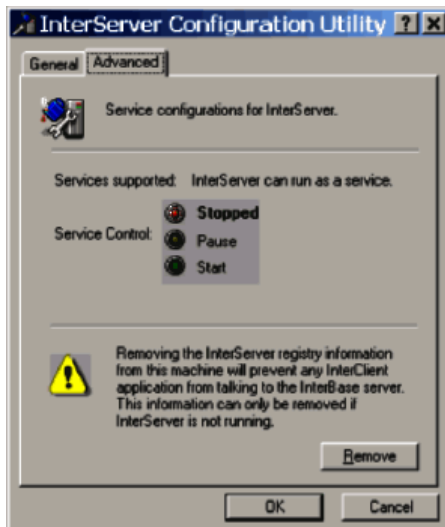 InterServer Configuration Utility ? X
General Advanced
Service configurations for InterServer.
Services supported: InterServer can run as a service.
Service Control: Stopped
Pause
Start
Removing the InterServer registry information
from this machine will prevent any InterClient
application from talking to the InterBase server.
This information can only be removed if
InterServer is not running.
Remove
OK Cancel